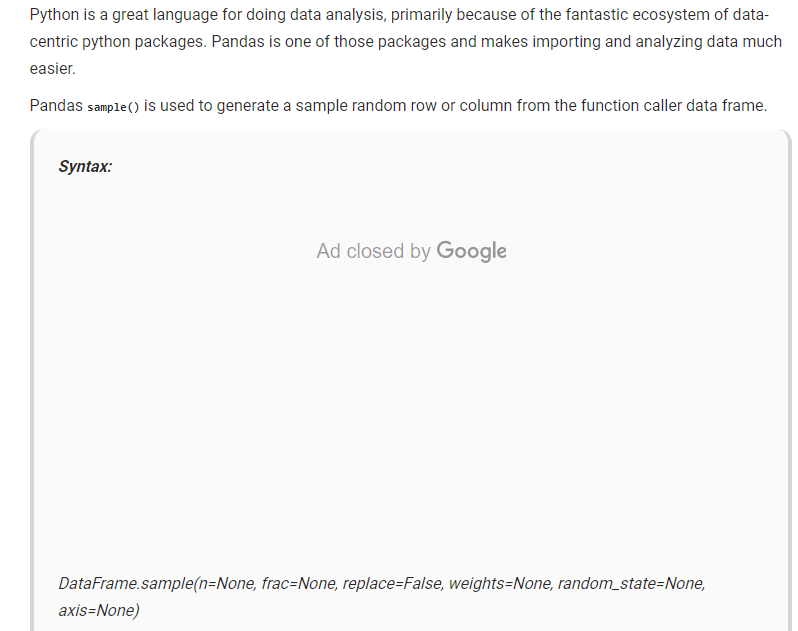 Python is a great language for doing data analysis, primarily because of the fantastic ecosystem of data-
centric python packages. Pandas is one of those packages and makes importing and analyzing data much
easier.
Pandas sample() is used to generate a sample random row or column from the function caller data frame.
Syntax:
Ad closed by Google
DataFrame.sample(n=None, frac=None, replace=False, weights=None, random_state=None,
axis=None)